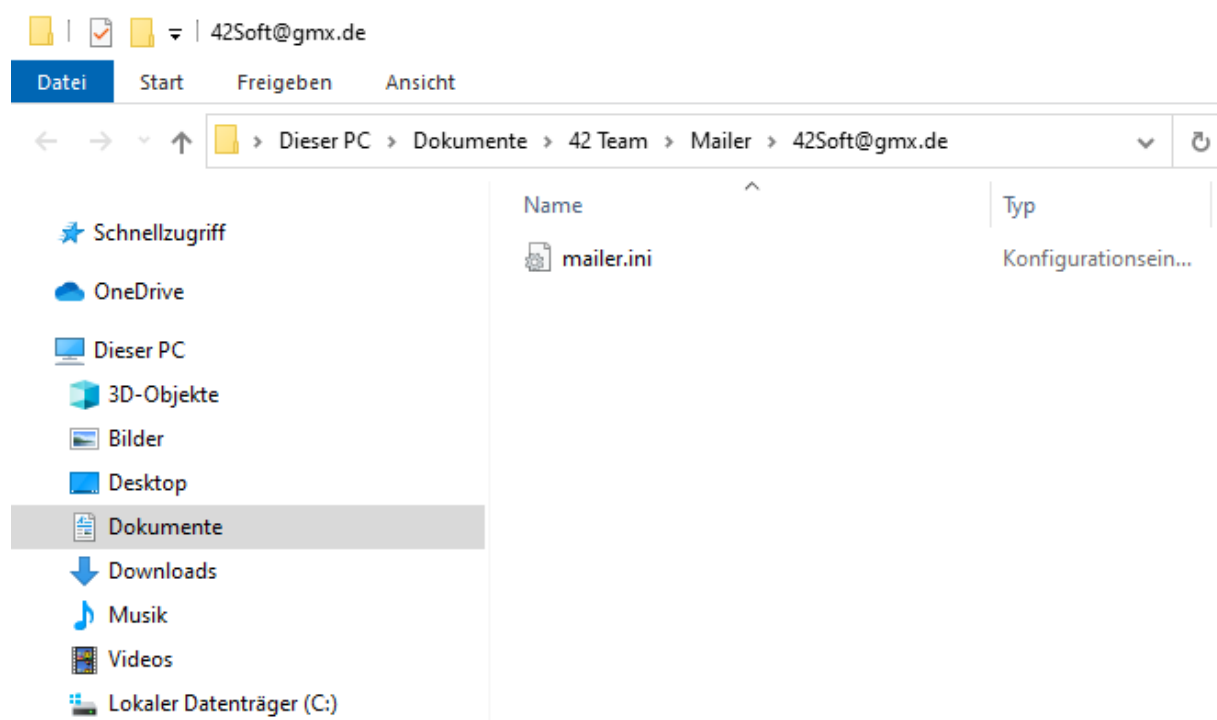 42Soft@gmx.de
Datei Start Freigeben Ansicht
Dieser PC > Dokumente > 42 Team > Mailer > 42Soft@gmx.de
Name Typ
Schnellzugriff
mailer.ini Konfigurationsein...
OneDrive
Dieser PC
3D-Objekte
Bilder
Desktop
Dokumente
Downloads
Musik
Videos
Lokaler Datenträger (C:)